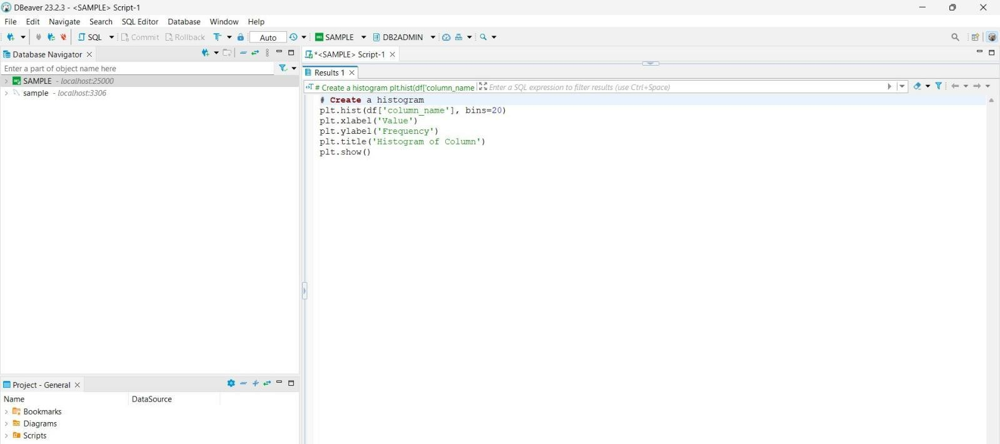 DBeaver 23.2.3 - <SAMPLE> Script-1
File Edit Navigate Search SQL Editor Database Window Help
SQL Commit Rollback Auto SAMPLE DB2ADMIN
Database Navigator
Enter a part of object name here
SAMPLE - localhost:25000
sample - localhost:3306
*<SAMPLE> Script-1
Results 1
# Create a histogram plt.hist(df['column_name Enter a SQL expression to filter results (use Ctrl+Space)
# Create a histogram
plt.hist(df['column_name'], bins=20)
plt.xlabel('Value')
plt.ylabel('Frequency')
plt.title('Histogram of Column')
plt.show()
Project - General
Name DataSource
Bookmarks
Diagrams
Scripts